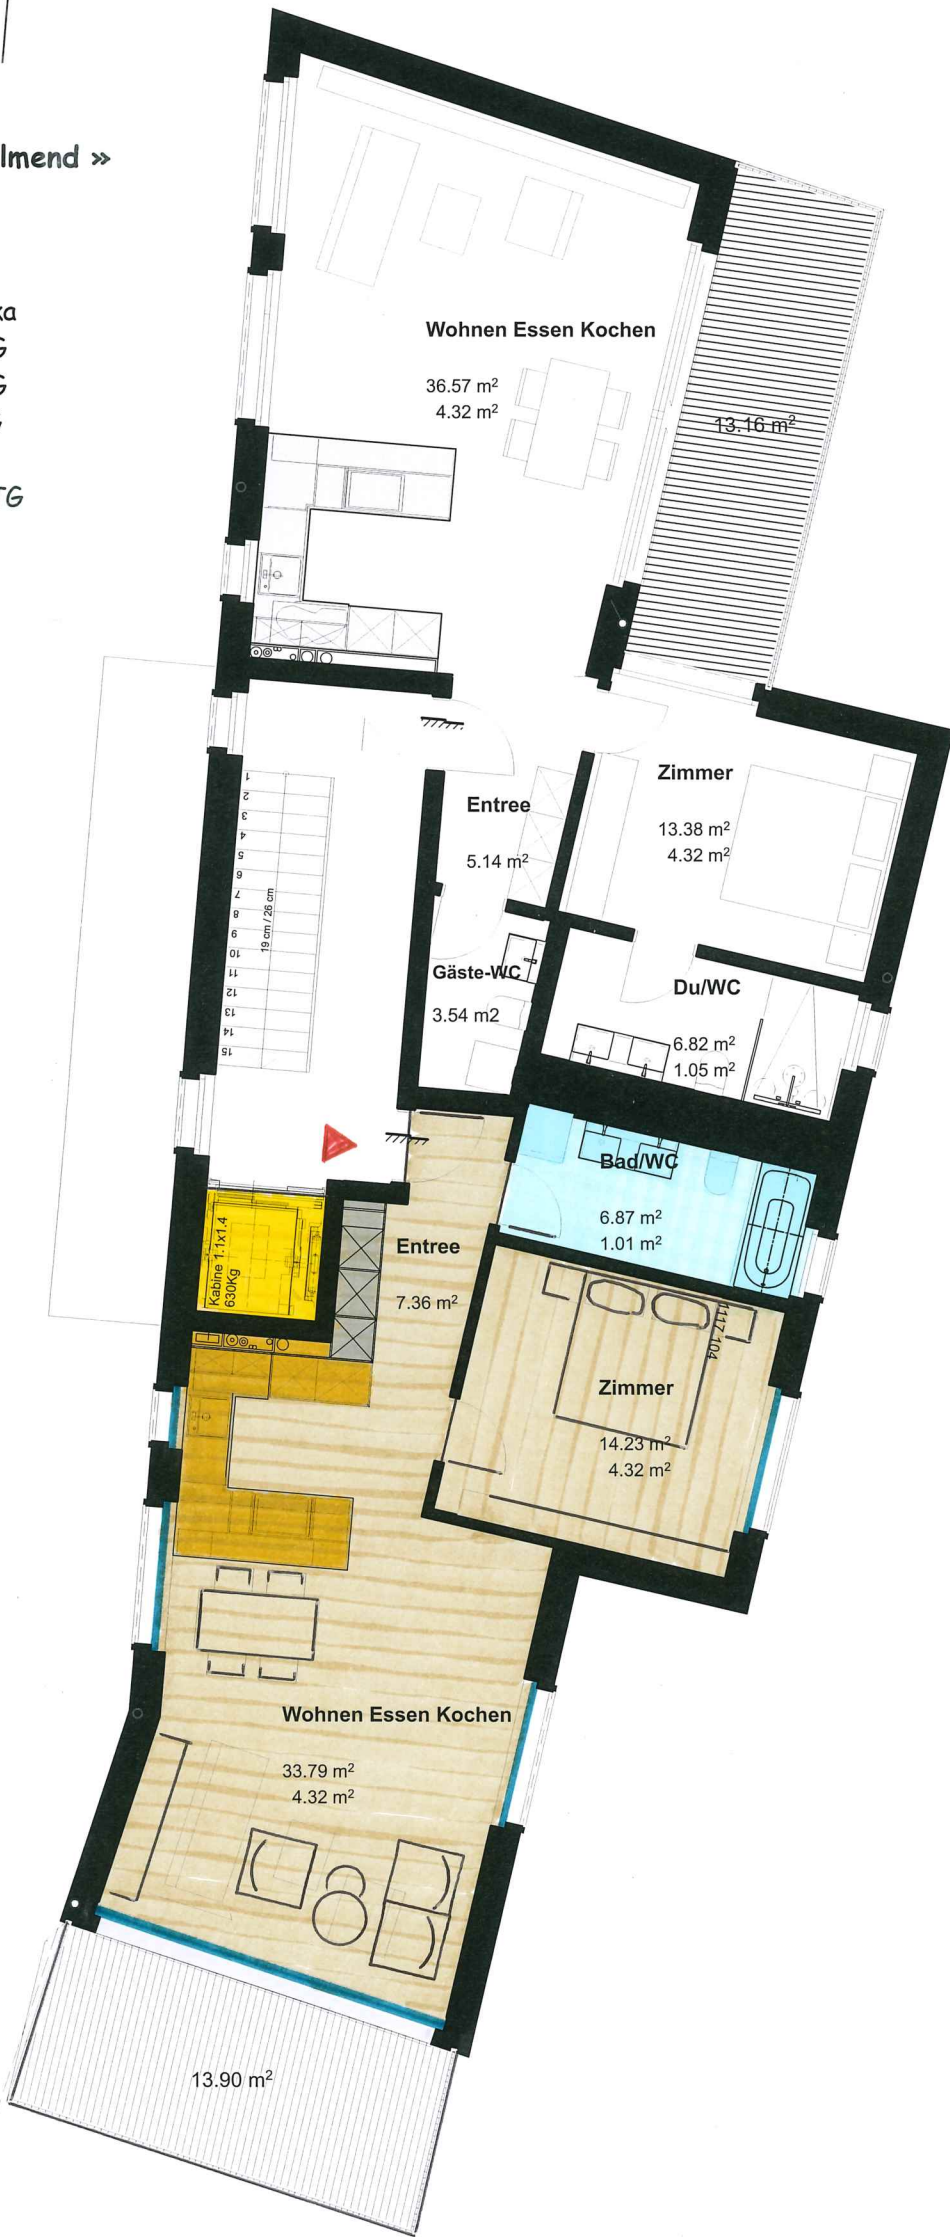 lmend »
ka
G
G
TG
Wohnen Essen Kochen
36.57 m²
4.32 m²
13.16 m²
Zimmer
13.38 m²
4.32 m²
Entree
5.14 m²
1
2
3
4
5
6
7
8
9
10
11
12
13
14
15
19 cm / 26 cm
Gäste-WC
3.54 m2
Du/WC
6.82 m²
1.05 m²
Bad/WC
6.87 m²
1.01 m²
Kabine 1.1x1.4
630Kg
Entree
7.36 m²
1117 104
Zimmer
14.23 m²
4.32 m²
Wohnen Essen Kochen
33.79 m²
4.32 m²
13.90 m²